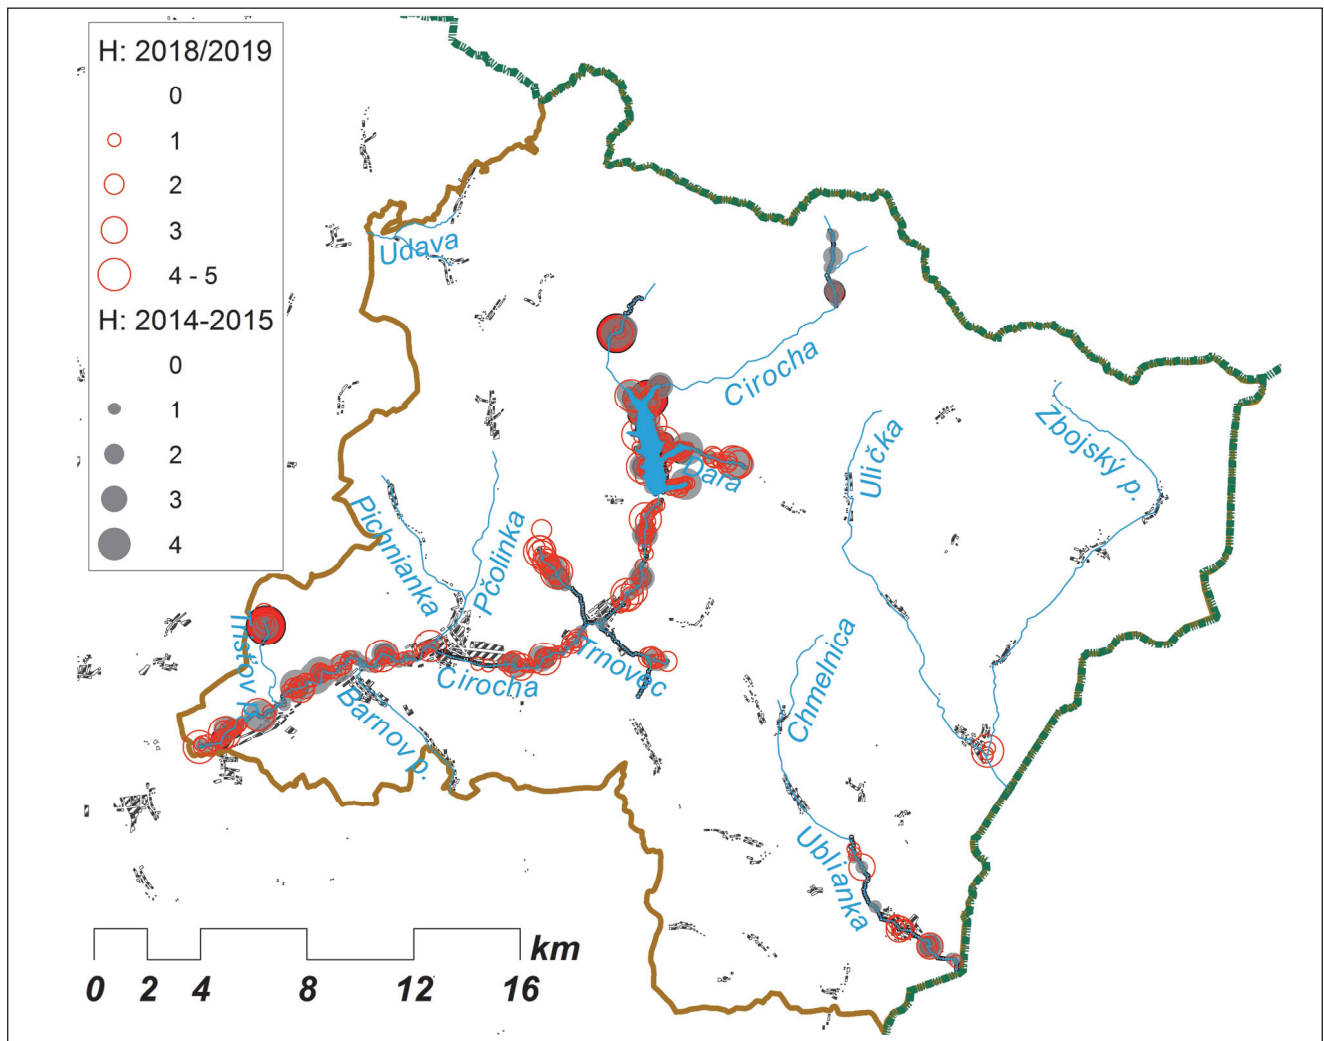 H: 2018/2019
0
1
2
3
4 - 5
H: 2014-2015
0
1
2
3
4
Udava
Cirocha
Zbojský p.
Ulička
Dara
Pichnianka
Pčolinka
Trnovec
Cirocha
Barnov p.
Chmelnica
Ublianka
km
0 2 4 8 12 16